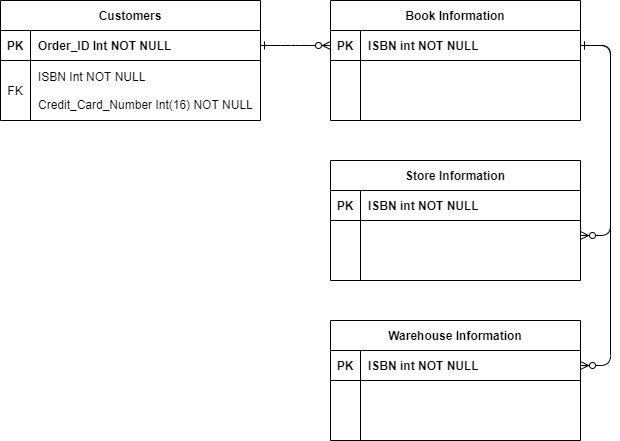 Customers
PK Order_ID Int NOT NULL
FK
ISBN Int NOT NULL
Credit_Card_Number Int(16) NOT NULL
Book Information
PK ISBN int NOT NULL
Store Information
PK ISBN int NOT NULL
Warehouse Information
PK ISBN int NOT NULL